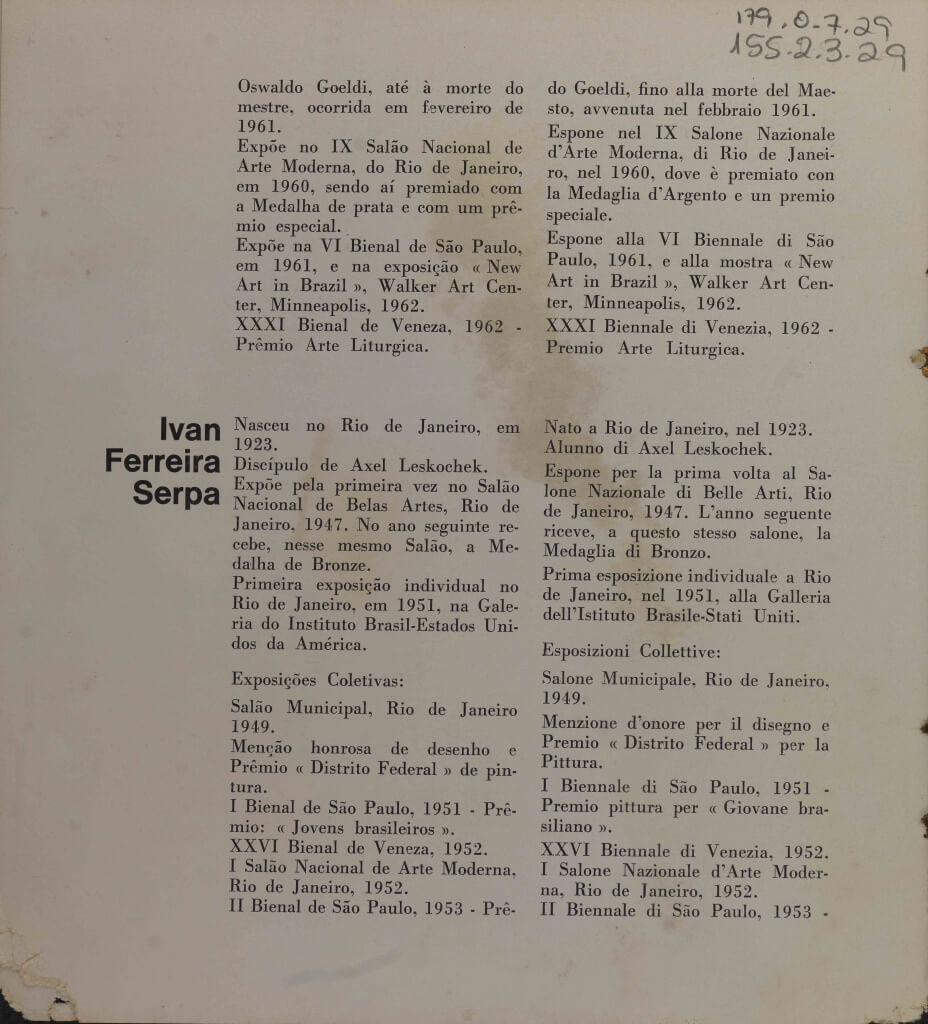 179.0-7.29
155-2-3-29
Oswaldo Goeldi, até à morte do
mestre, ocorrida em fevereiro de
1961.
Expõe no IX Salão Nacional de
Arte Moderna, do Rio de Janeiro,
em 1960, sendo aí premiado com
a Medalha de prata e com um prê-
mio especial.
Expõe na VI Bienal de São Paulo,
em 1961, e na exposição « New
Art in Brazil », Walker Art Cen-
ter, Minneapolis, 1962.
XXXI Bienal de Veneza, 1962 -
Prêmio Arte Liturgica.
do Goeldi, fino alla morte del Mae-
sto, avvenuta nel febbraio 1961.
Espone nel IX Salone Nazionale
d'Arte Moderna, di Rio de Janei-
ro, nel 1960, dove è premiato con
la Medaglia d'Argento e un premio
speciale.
Espone alla VI Biennale di São
Paulo, 1961, e alla mostra « New
Art in Brazil », Walker Art Cen-
ter, Minneapolis, 1962.
XXXI Biennale di Venezia, 1962 -
Premio Arte Liturgica.
Ivan
Ferreira
Serpa
Nasceu no Rio de Janeiro, em
1923.
Discípulo de Axel Leskochek.
Expõe pela primeira vez no Salão
Nacional de Belas Artes, Rio de
Janeiro, 1947. No ano seguinte re-
cebe, nesse mesmo Salão, a Me-
dalha de Bronze.
Primeira exposição individual no
Rio de Janeiro, em 1951, na Gale-
ria do Instituto Brasil-Estados Uni-
dos da América.
Exposições Coletivas:
Salão Municipal, Rio de Janeiro
1949.
Menção honrosa de desenho e
Prêmio « Distrito Federal » de pin-
tura.
I Bienal de São Paulo, 1951 - Prê-
mio: « Jovens brasileiros ».
XXVI Bienal de Veneza, 1952.
I Salão Nacional de Arte Moderna,
Rio de Janeiro, 1952.
II Bienal de São Paulo, 1953 - Prê-
Nato a Rio de Janeiro, nel 1923.
Alunno di Axel Leskochek.
Espone per la prima volta al Sa-
lone Nazionale di Belle Arti, Rio
de Janeiro, 1947. L'anno seguente
riceve, a questo stesso salone, la
Medaglia di Bronzo.
Prima esposizione individuale a Rio
de Janeiro, nel 1951, alla Galleria
dell'Istituto Brasile-Stati Uniti.
Esposizioni Collettive:
Salone Municipale, Rio de Janeiro,
1949.
Menzione d'onore per il disegno e
Premio « Distrito Federal » per la
Pittura.
I Biennale di São Paulo, 1951 -
Premio pittura per « Giovane bra-
siliano ».
XXVI Biennale di Venezia, 1952.
I Salone Nazionale d'Arte Moder-
na, Rio de Janeiro, 1952.
II Biennale di São Paulo, 1953 -